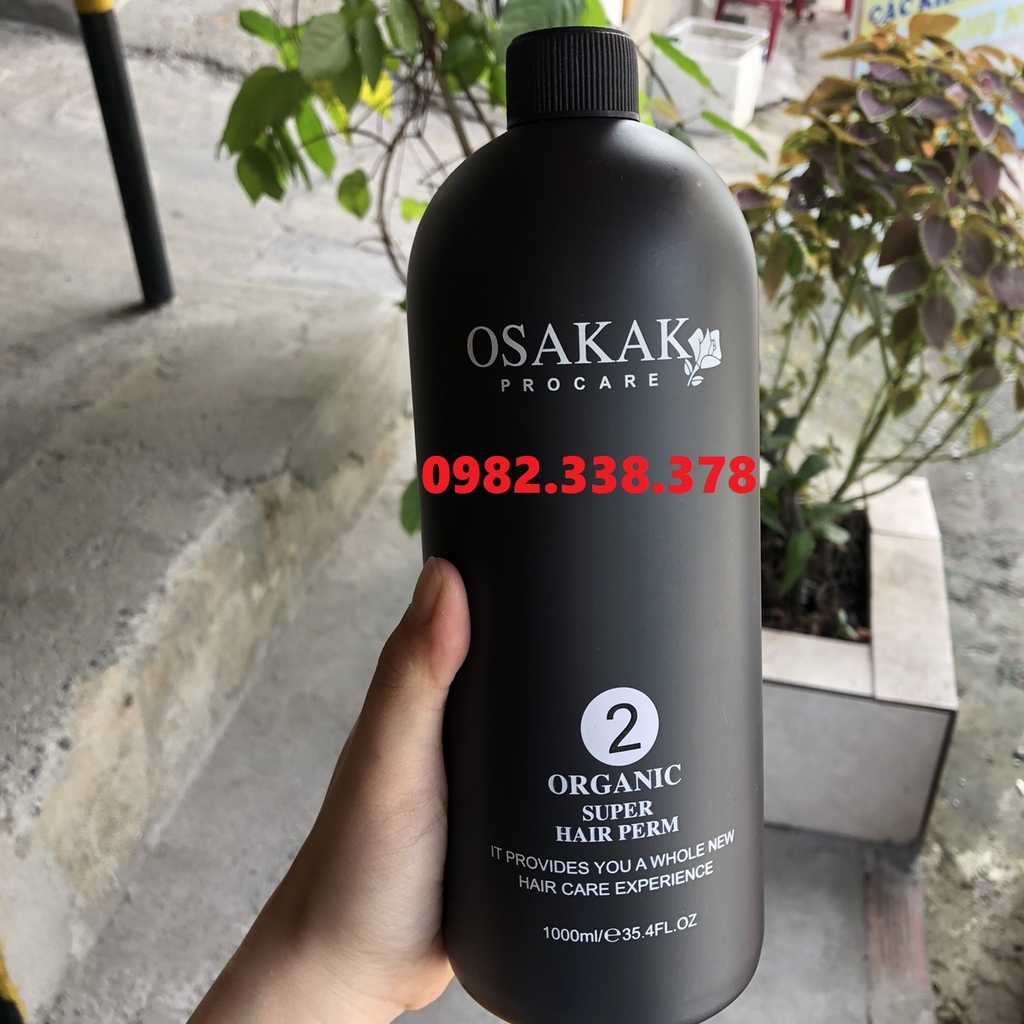 CÁC
OSAKAK
PROCARE
0982.338.378
2
ORGANIC
SUPER
HAIR PERM
IT PROVIDES YOU A WHOLE NEW
HAIR CARE EXPERIENCE
1000ml/℮35.4FL.OZ